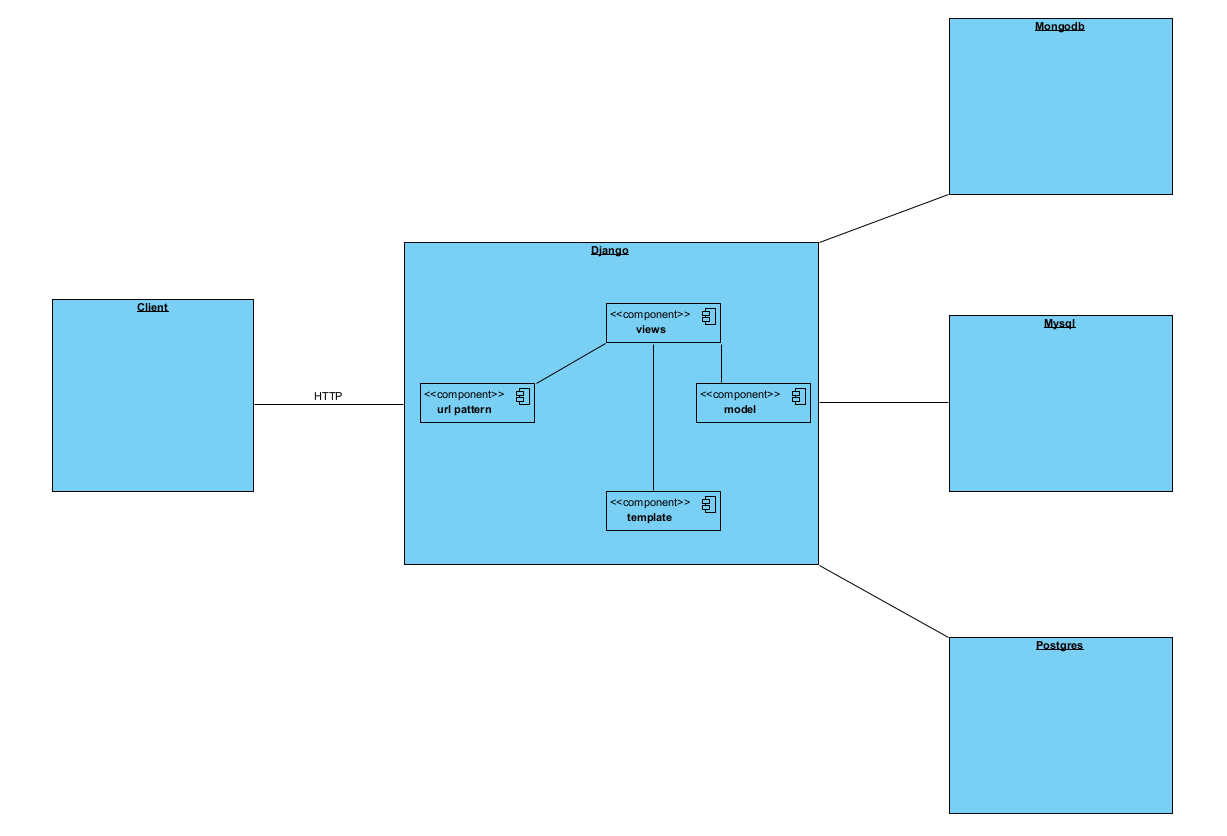 Mongodb
Django
Client
<<component>>
views
Mysql
HTTP
<<component>>
url pattern
<<component>>
model
<<component>>
template
Postgres